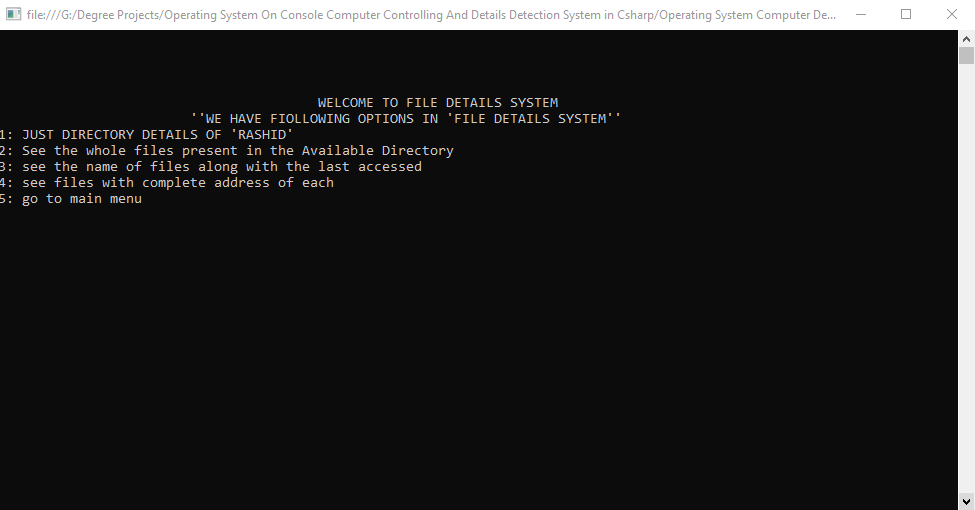 file:///G:/Degree Projects/Operating System On Console Computer Controlling And Details Detection System in Csharp/Operating System Computer De...
WELCOME TO FILE DETAILS SYSTEM
''WE HAVE FIOLLOWING OPTIONS IN 'FILE DETAILS SYSTEM''
1: JUST DIRECTORY DETAILS OF 'RASHID'
2: See the whole files present in the Available Directory
3: see the name of files along with the last accessed
4: see files with complete address of each
5: go to main menu